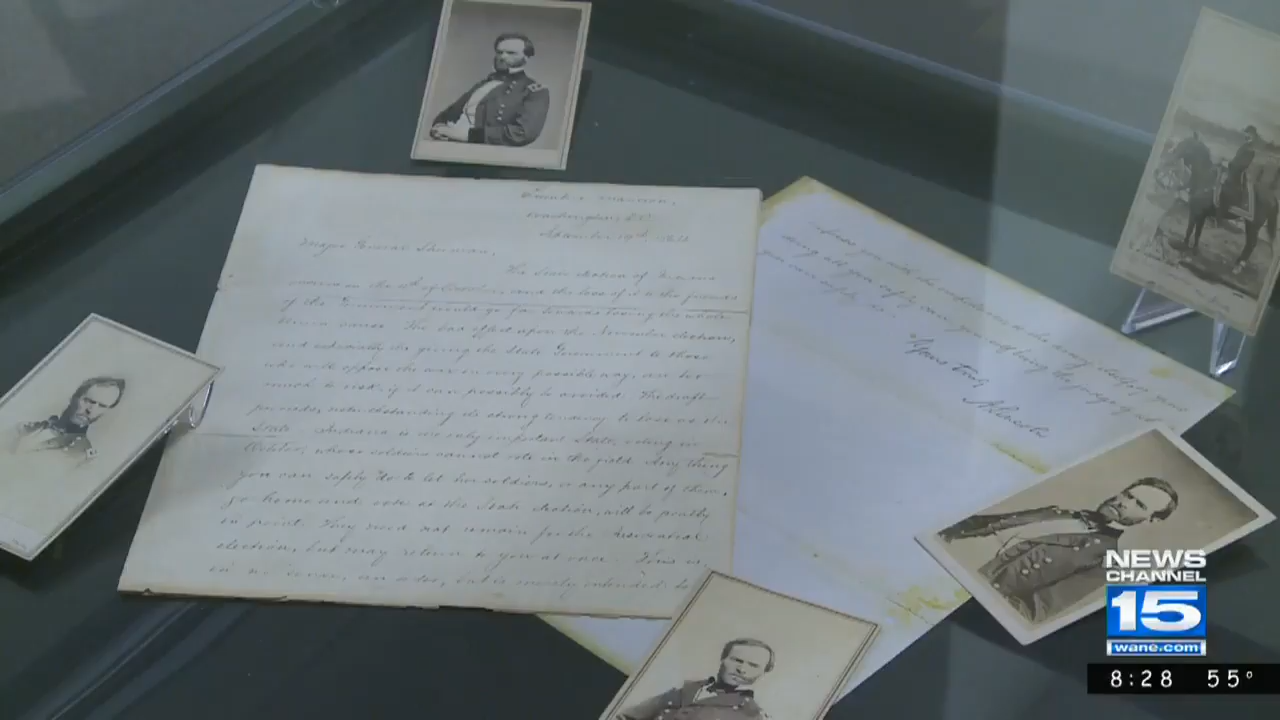 Executive Mansion,
Washington, D.C.
September 19th, 1864
Major General Sherman,
The State election of Indiana
occurs on the 11th of October, and the loss of it to the friends
of the Government would go far towards losing the whole
Union cause. The bad effect upon the November election,
and especially the giving the State Government to those
who will oppose the war in every possible way, are too
much to risk, if it can possibly be avoided. The draft
proceeds, notwithstanding its strong tendency to lose us the
State. Indiana is the only important State, voting in
October, whose soldiers cannot vote in the field. Any thing
you can safely do to let her soldiers, or any part of them,
go home and vote at the State election, will be greatly
in point. They need not remain for the Presidential
election, but may return to you at once. This is
in no sense, an order, but is merely intended to
doing all you safely can
Yours truly
A. Lincoln
NEWS
CHANNEL
15
wane.com
8:28 55°